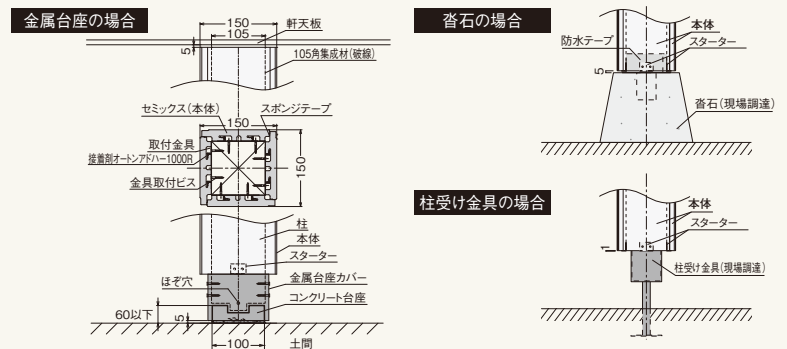 金属台座の場合
150
軒天板
105
5
105角集成材(破線)
セミックス(本体)
スポンジテープ
150
取付金具
接着剤オートンアドハー1000R
金具取付ビス
150
柱
本体
スターター
ほぞ穴
金属台座カバー
コンクリート台座
60以下
5
100
土間
沓石の場合
本体
スターター
防水テープ
5
沓石(現場調達)
柱受け金具の場合
本体
スターター
1
柱受け金具(現場調達)